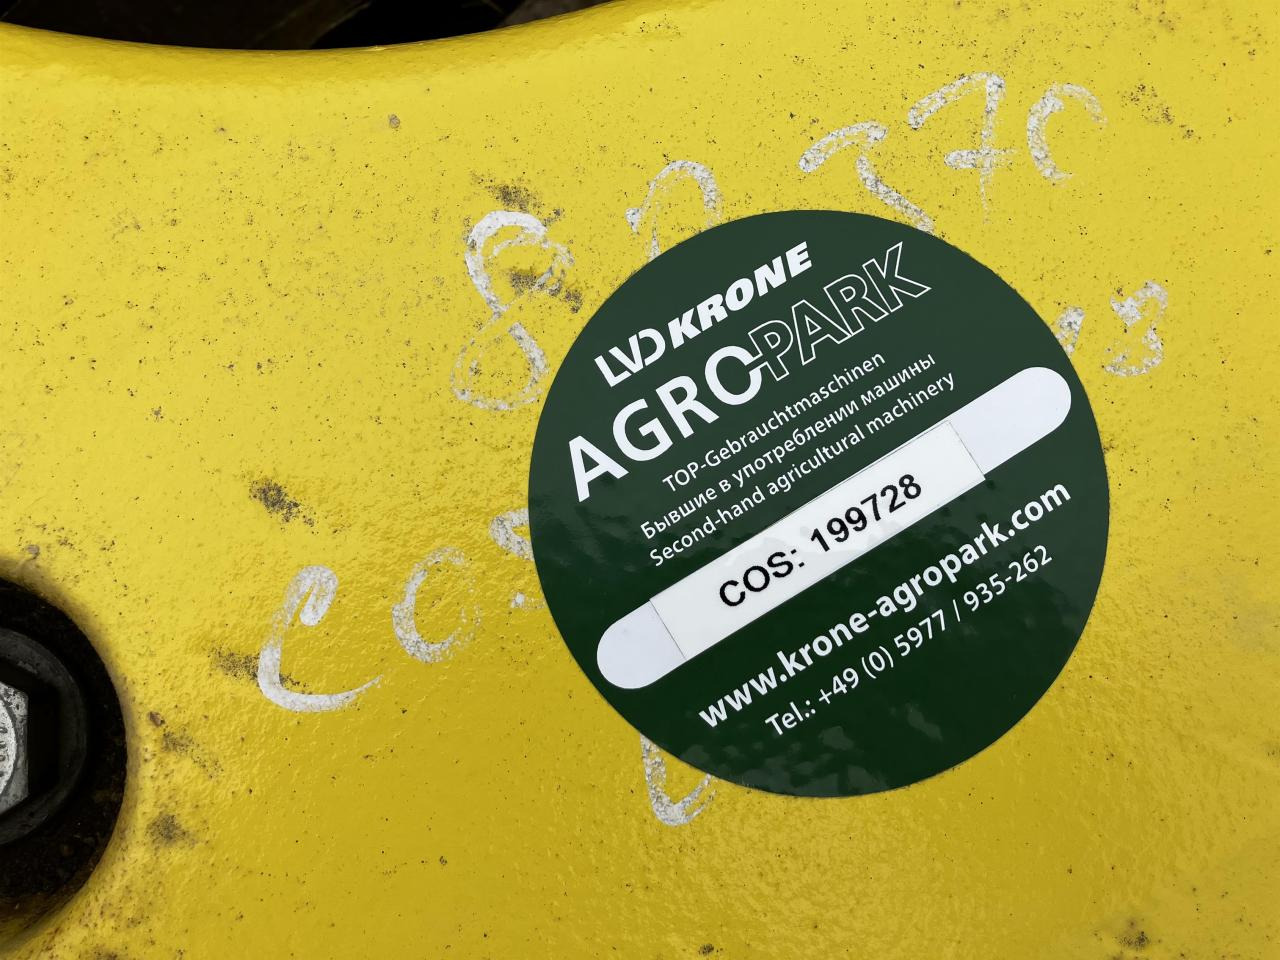 LVD KRONE
AGROPARK
TOP-Gebrauchtmaschinen
Бывшие в употреблении машины
Second-hand agricultural machinery
COS: 199728
www.krone-agropark.com
Tel.: +49 (0) 5977 / 935-262